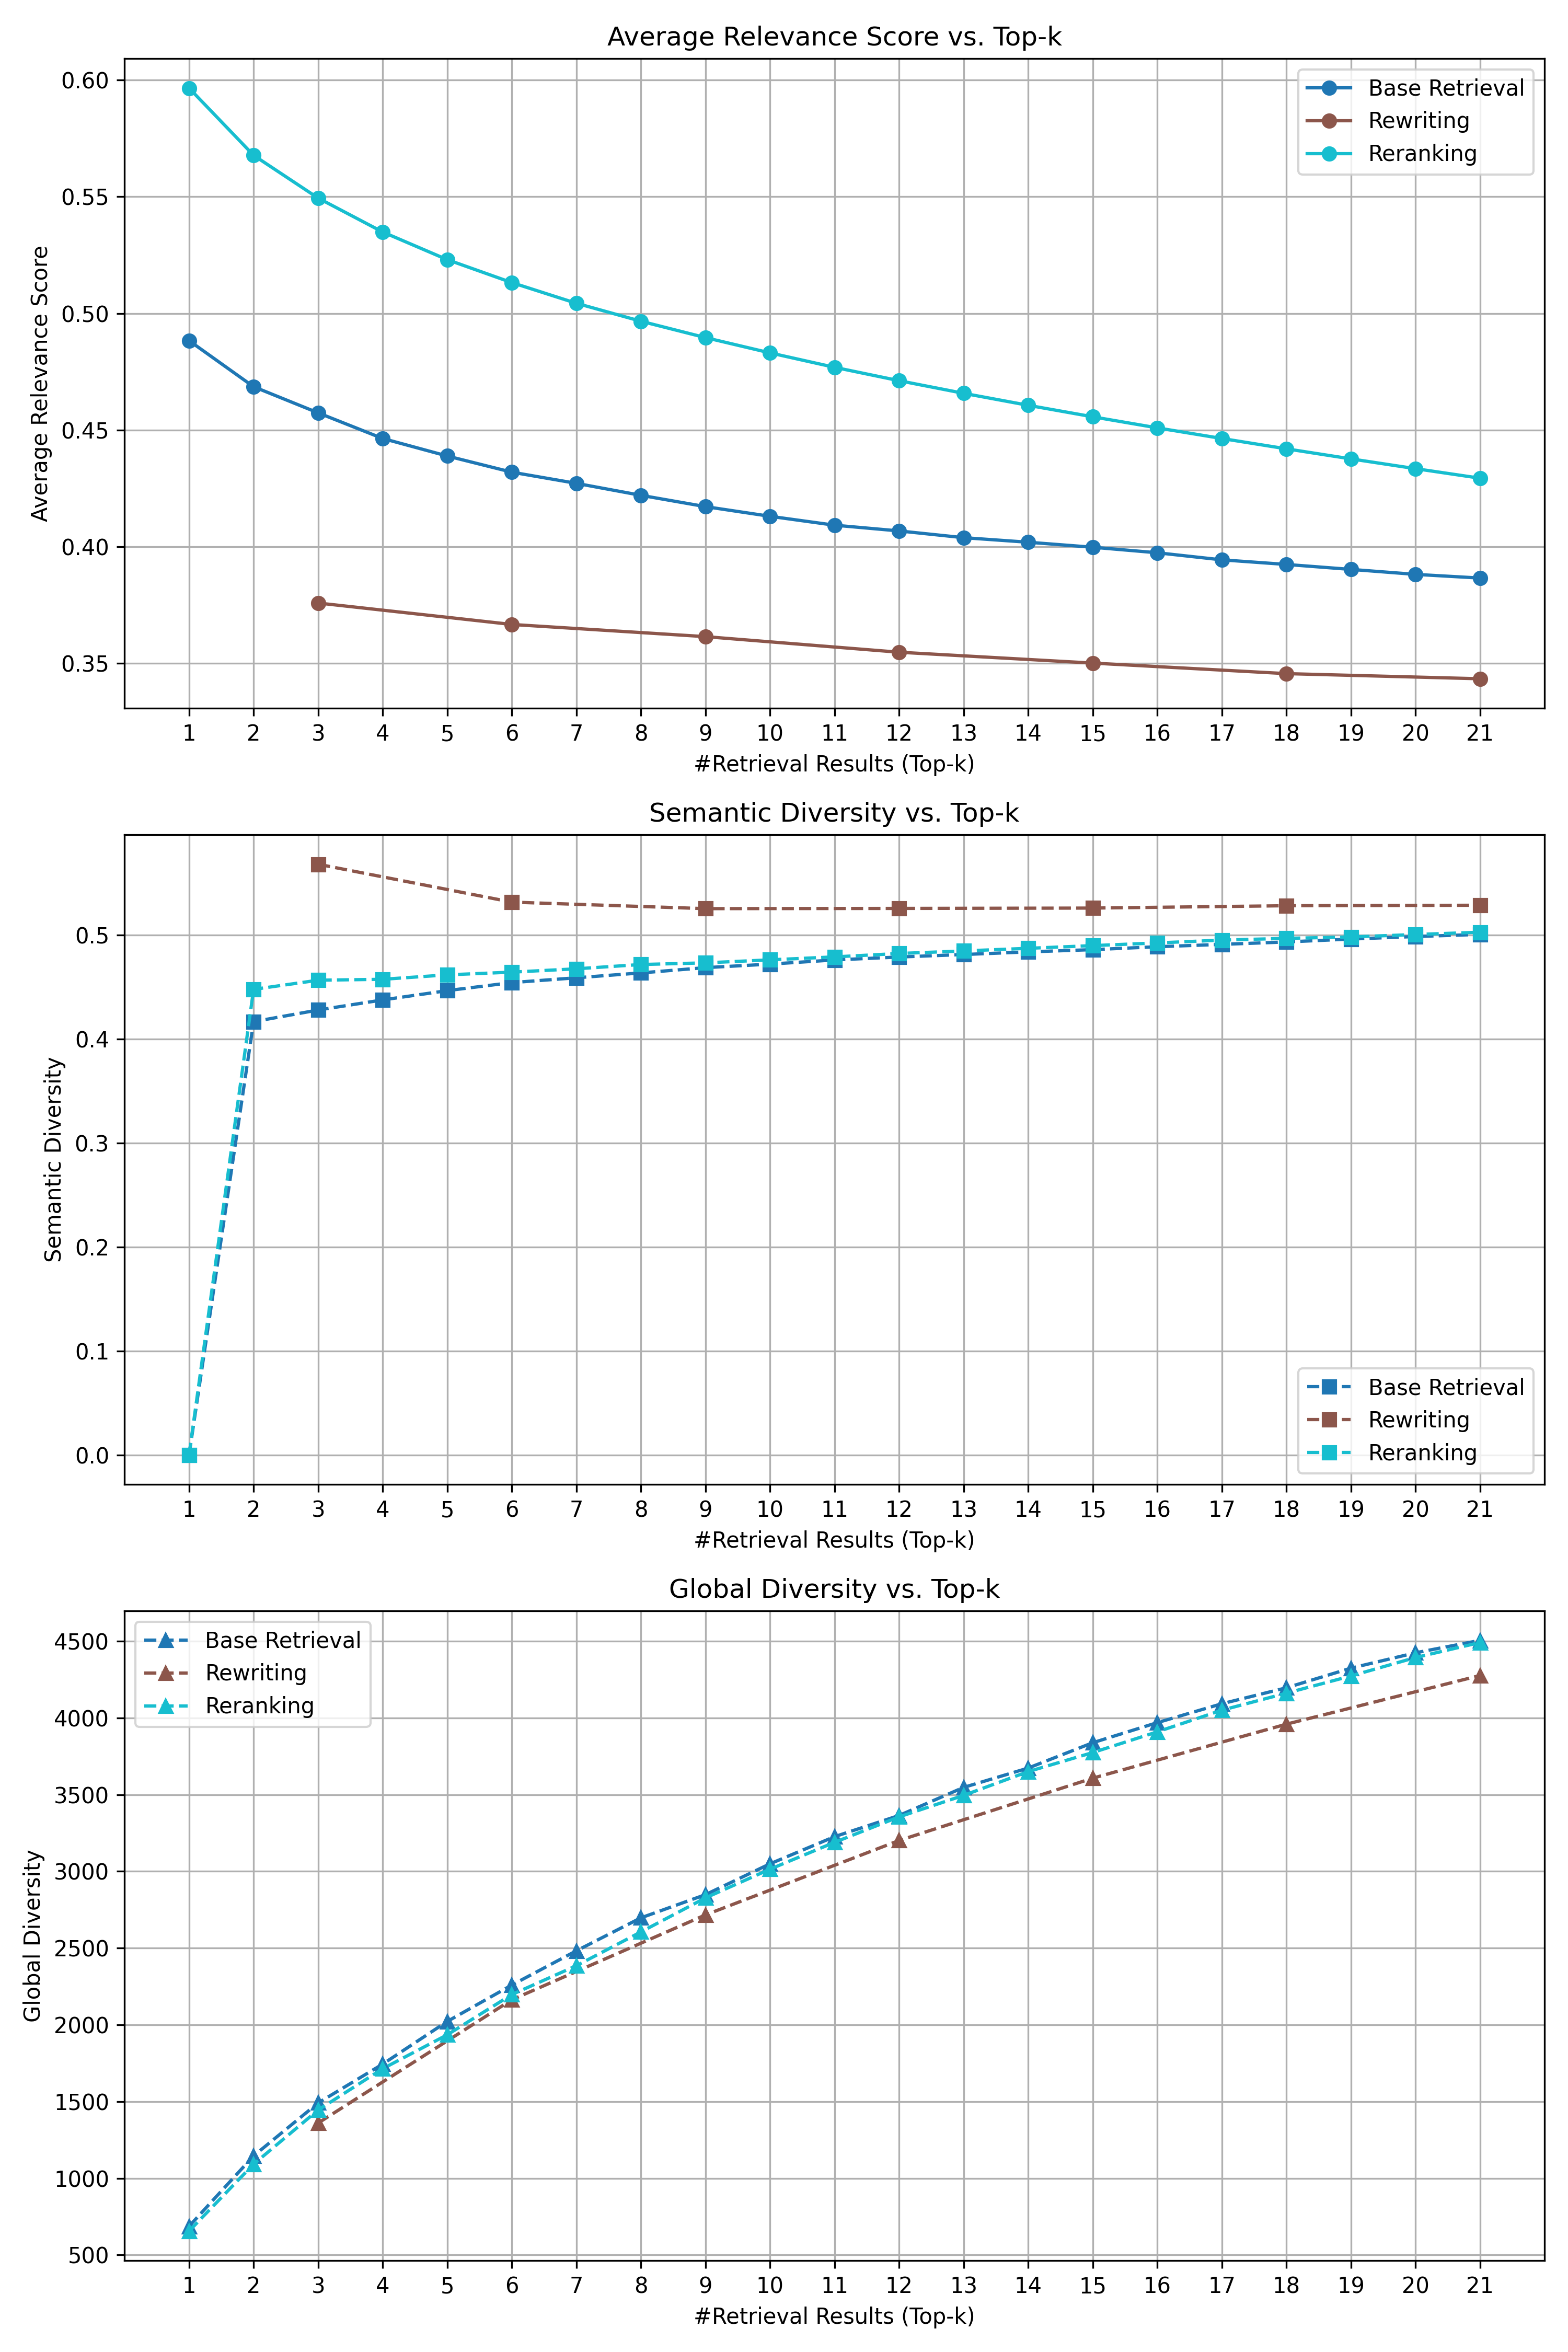 Average Relevance Score vs. Top-k
Average Relevance Score
0.60
0.55
0.50
0.45
0.40
0.35
Base Retrieval
Rewriting
Reranking
1 2 3 4 5 6 7 8 9 10 11 12 13 14 15 16 17 18 19 20 21
#Retrieval Results (Top-k)
Semantic Diversity vs. Top-k
Semantic Diversity
0.5
0.4
0.3
0.2
0.1
0.0
Base Retrieval
Rewriting
Reranking
1 2 3 4 5 6 7 8 9 10 11 12 13 14 15 16 17 18 19 20 21
#Retrieval Results (Top-k)
Global Diversity vs. Top-k
Global Diversity
4500
4000
3500
3000
2500
2000
1500
1000
500
Base Retrieval
Rewriting
Reranking
1 2 3 4 5 6 7 8 9 10 11 12 13 14 15 16 17 18 19 20 21
#Retrieval Results (Top-k)